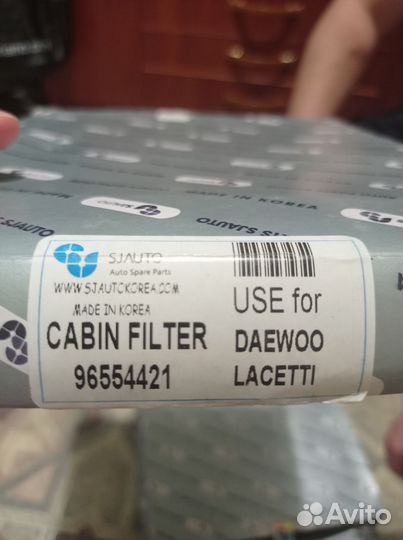 SJAUTO
Auto Spare Parts
WWW.SJAUTOKOREA.COM
MADE IN KOREA
CABIN FILTER
96554421
USE for
DAEWOO
LACETTI
SJAUTO
MADE IN KOREA
SJAUTO
Avito